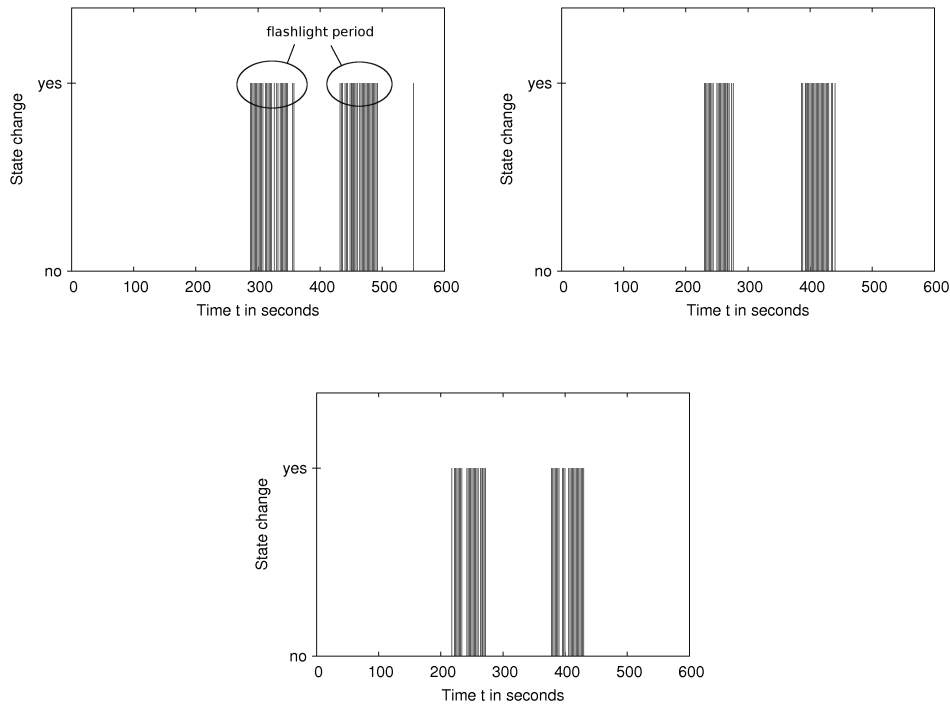 flashlight period
yes
State change
no
0 100 200 300 400 500 600
Time t in seconds
yes
State change
no
0 100 200 300 400 500 600
Time t in seconds
yes
State change
no
0 100 200 300 400 500 600
Time t in seconds